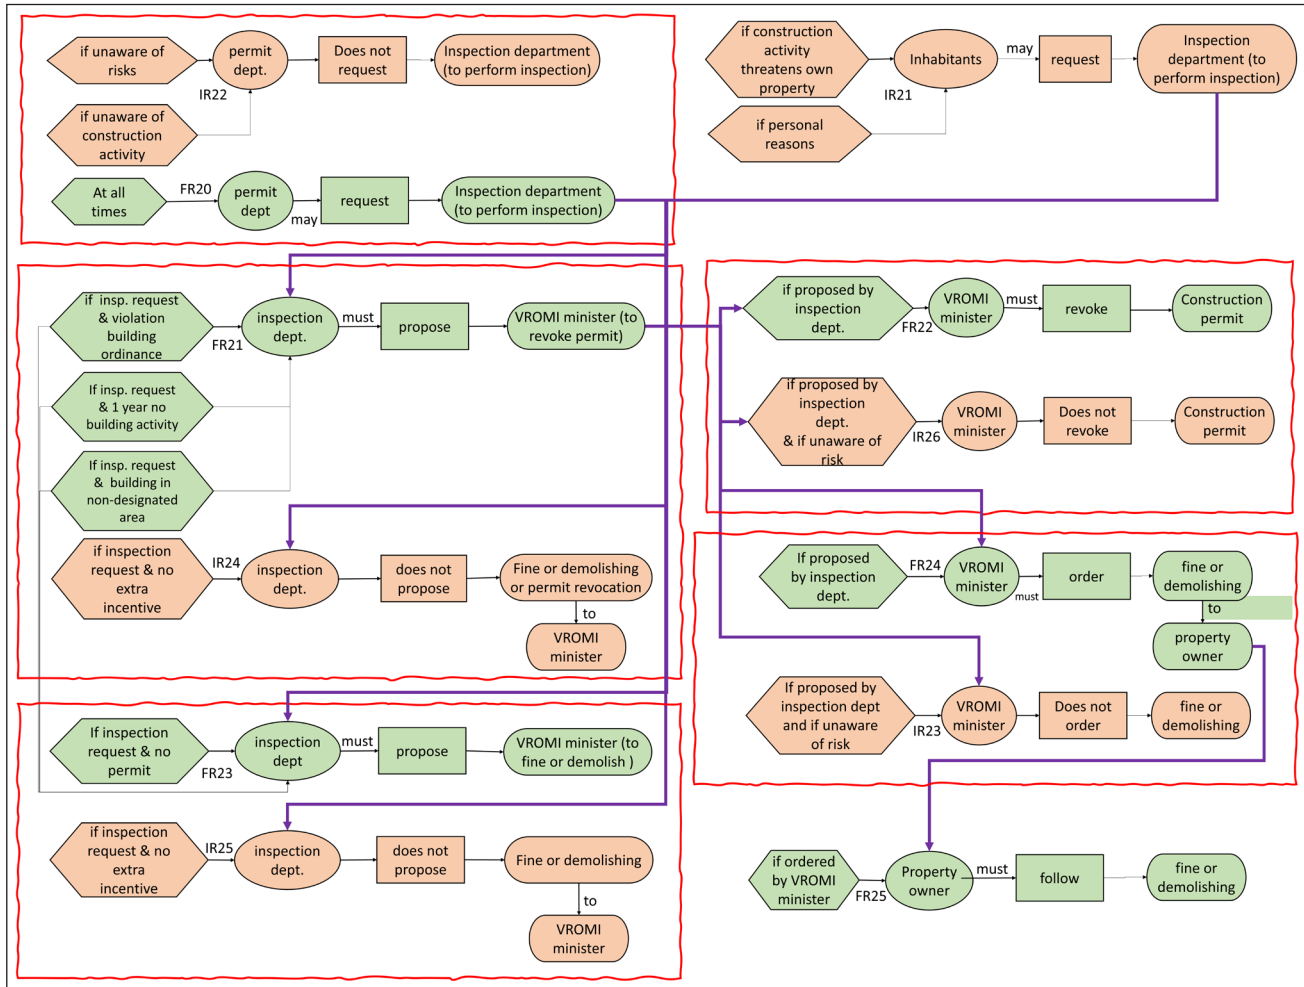 if unaware of
risks
IR22
permit
dept.
Does not
request
Inspection department
(to perform inspection)
if unaware of
construction
activity
At all
times
FR20
permit
dept
may
request
Inspection department
(to perform inspection)
if construction
activity
threatens own
property
IR21
Inhabitants
may
request
Inspection
department (to
perform inspection)
if personal
reasons
if insp. request
& violation
building
ordinance
FR21
inspection
dept.
must
propose
VROMI minister (to
revoke permit)
If insp. request
& 1 year no
building activity
If insp. request
& building in
non-designated
area
if inspection
request & no
extra
incentive
IR24
inspection
dept.
does not
propose
Fine or demolishing
or permit revocation
to
VROMI
minister
if proposed by
inspection
dept.
FR22
VROMI
minister
must
revoke
Construction
permit
if proposed by
inspection
dept.
& if unaware of
risk
IR26
VROMI
minister
Does not
revoke
Construction
permit
If proposed
by inspection
dept.
FR24
VROMI
minister
must
order
fine or
demolishing
to
property
owner
If proposed by
inspection dept
and if unaware
of risk
IR23
VROMI
minister
Does not
order
fine or
demolishing
If inspection
request & no
permit
FR23
inspection
dept
must
propose
VROMI minister (to
fine or demolish )
if inspection
request & no
extra
incentive
IR25
inspection
dept.
does not
propose
Fine or demolishing
to
VROMI
minister
if ordered
by VROMI
minister
FR25
Property
owner
must
follow
fine or
demolishing